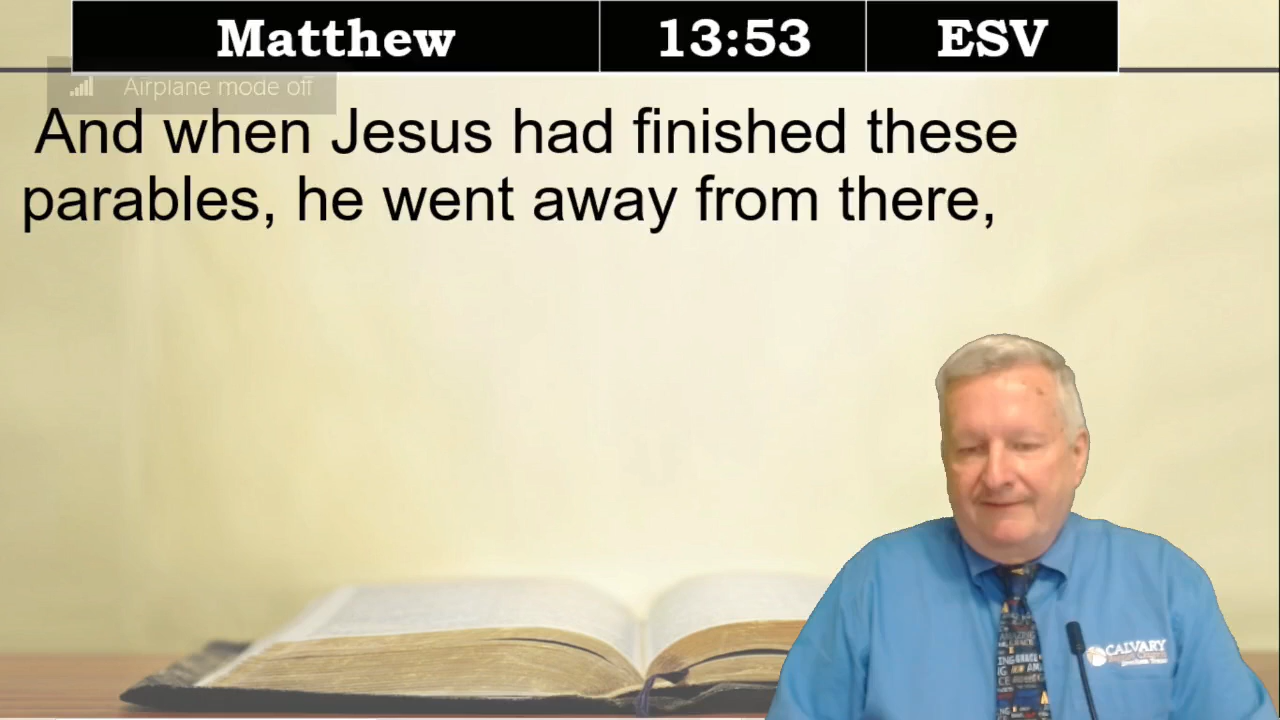 Matthew 13:53 ESV
Airplane mode off
And when Jesus had finished these
parables, he went away from there,
CALVARY